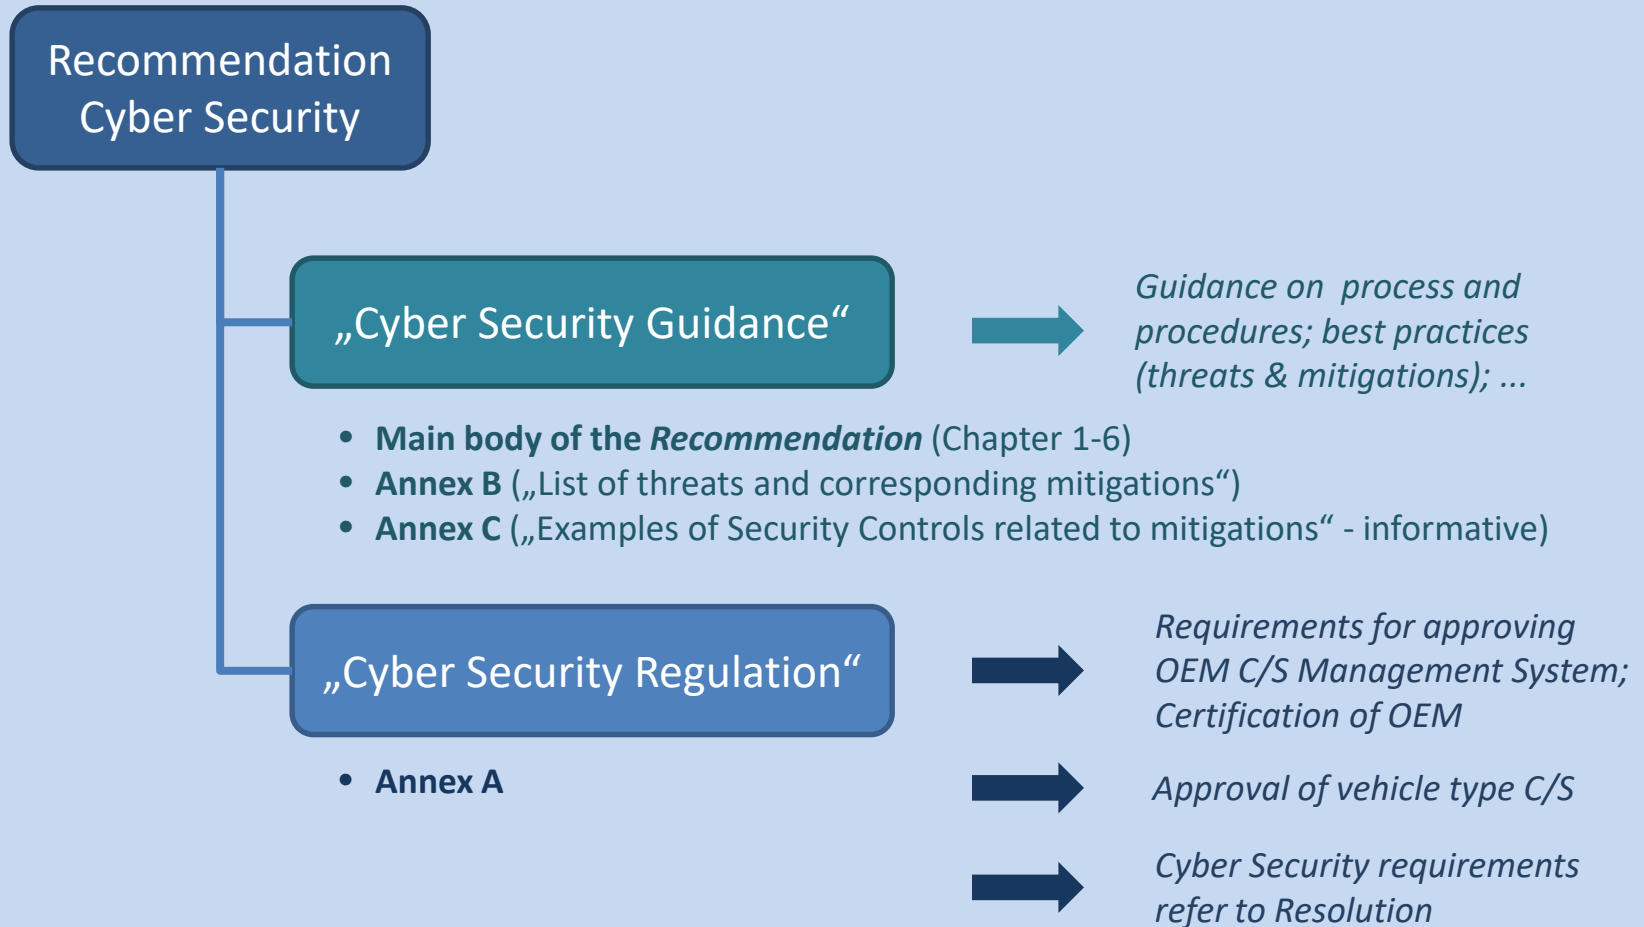 Recommendation
Cyber Security
„Cyber Security Guidance“
Guidance on process and
procedures; best practices
(threats & mitigations); ...
• Main body of the Recommendation (Chapter 1-6)
• Annex B („List of threats and corresponding mitigations“)
• Annex C („Examples of Security Controls related to mitigations“ - informative)
„Cyber Security Regulation“
Requirements for approving
OEM C/S Management System;
Certification of OEM
• Annex A
Approval of vehicle type C/S
Cyber Security requirements
refer to Resolution